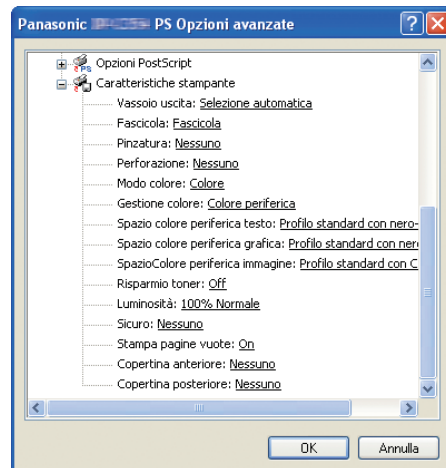 Panasonic PS Opzioni avanzate
Opzioni PostScript
Caratteristiche stampante
Vassoio uscita: Selezione automatica
Fascicola: Fascicola
Pinzatura: Nessuno
Perforazione: Nessuno
Modo colore: Colore
Gestione colore: Colore periferica
Spazio colore periferica testo: Profilo standard con nero-
Spazio colore periferica grafica: Profilo standard con ner
SpazioColore periferica immagine: Profilo standard con C
Risparmio toner: Off
Luminosità: 100% Normale
Sicuro: Nessuno
Stampa pagine vuote: On
Copertina anteriore: Nessuno
Copertina posteriore: Nessuno
OK Annulla